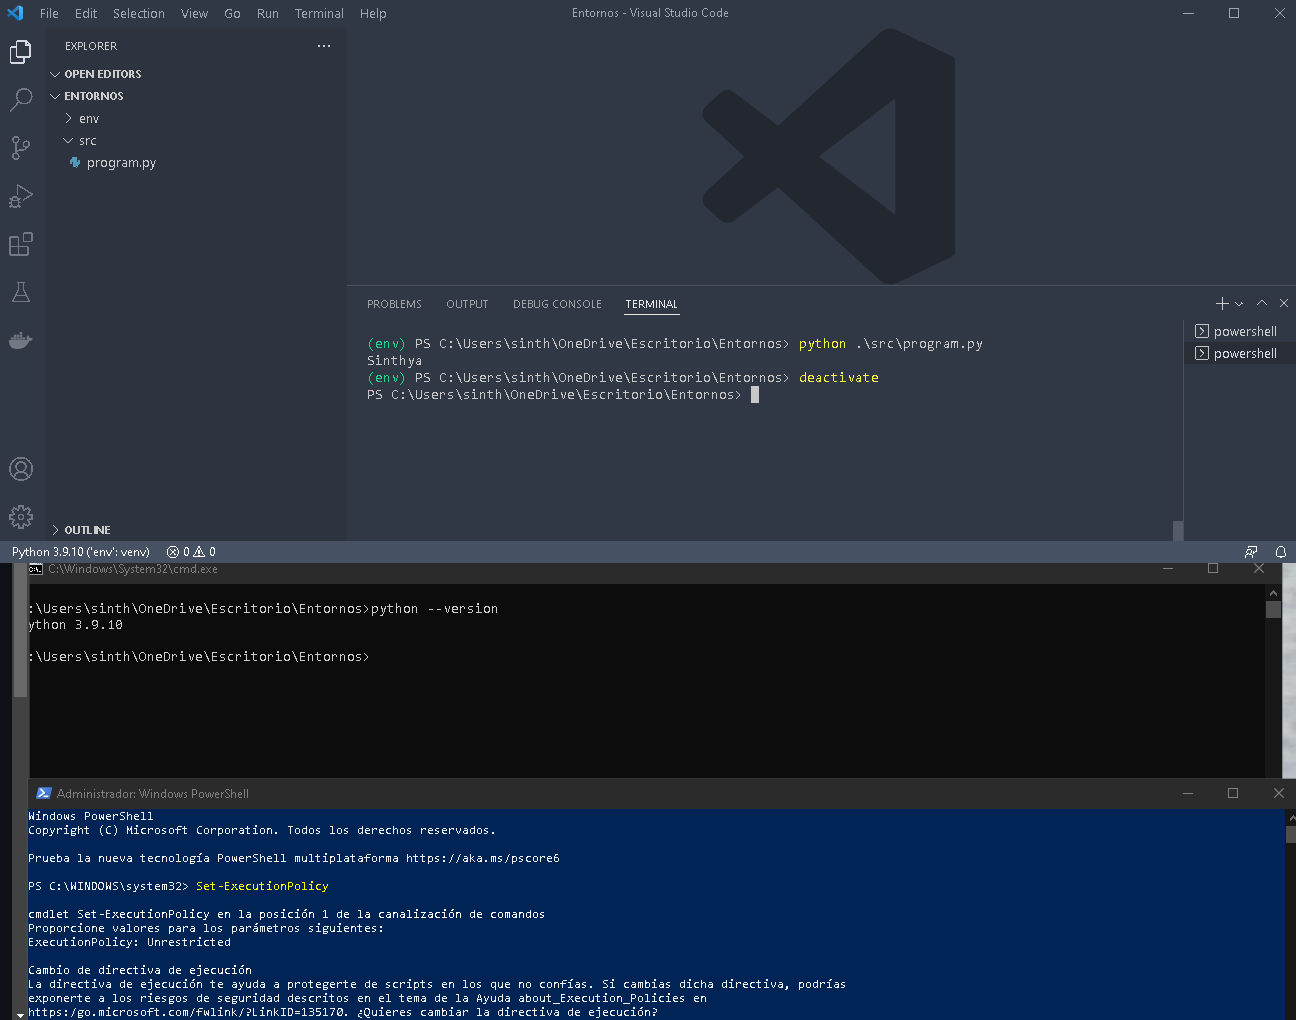 File Edit Selection View Go Run Terminal Help
Entornos - Visual Studio Code
EXPLORER
OPEN EDITORS
ENTORNOS
env
src
program.py
OUTLINE
PROBLEMS OUTPUT DEBUG CONSOLE TERMINAL
(env) PS C:\Users\sinth\OneDrive\Escritorio\Entornos> python .\src\program.py
Sinthya
(env) PS C:\Users\sinth\OneDrive\Escritorio\Entornos> deactivate
PS C:\Users\sinth\OneDrive\Escritorio\Entornos>
powershell
powershell
Python 3.9.10 ('env': venv) 0 0
C:\Windows\System32\cmd.exe
:\Users\sinth\OneDrive\Escritorio\Entornos>python --version
ython 3.9.10
:\Users\sinth\OneDrive\Escritorio\Entornos>
Administrador: Windows PowerShell
Windows PowerShell
Copyright (C) Microsoft Corporation. Todos los derechos reservados.
Prueba la nueva tecnología PowerShell multiplataforma https://aka.ms/pscore6
PS C:\WINDOWS\system32> Set-ExecutionPolicy
cmdlet Set-ExecutionPolicy en la posición 1 de la canalización de comandos
Proporcione valores para los parámetros siguientes:
ExecutionPolicy: Unrestricted
Cambio de directiva de ejecución
La directiva de ejecución te ayuda a protegerte de scripts en los que no confías. Si cambias dicha directiva, podrías
exponerte a los riesgos de seguridad descritos en el tema de la Ayuda about_Execution_Policies en
https:/go.microsoft.com/fwlink/?LinkID=135170. ¿Quieres cambiar la directiva de ejecución?